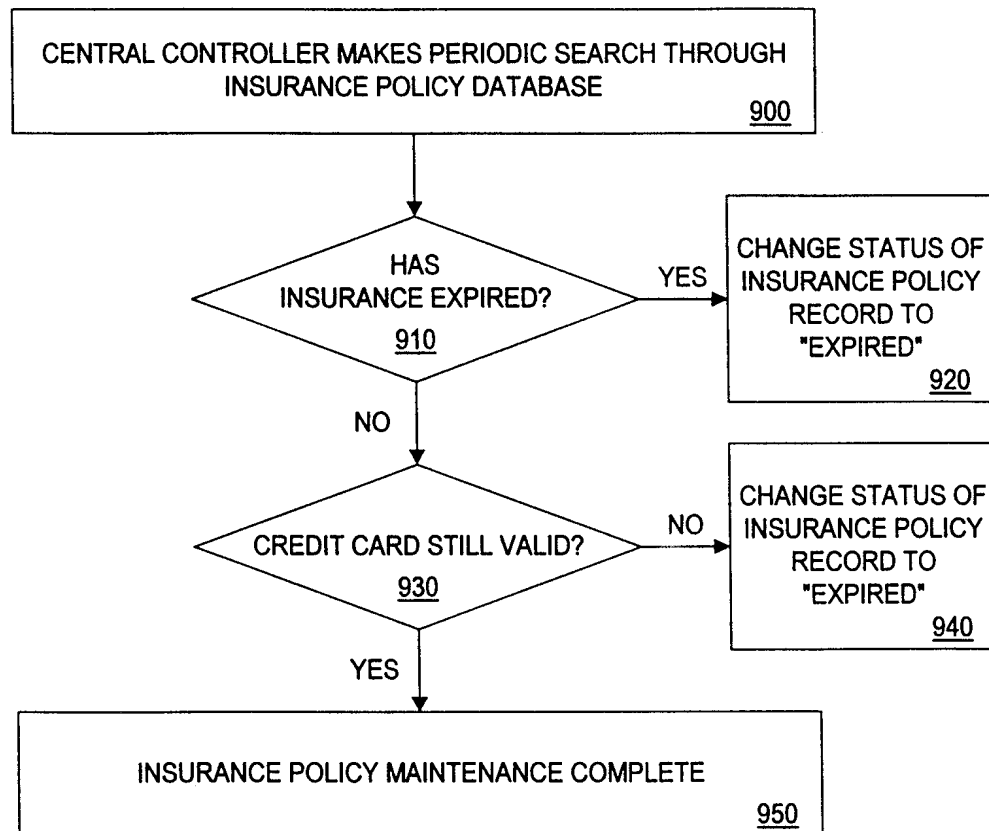 CENTRAL CONTROLLER MAKES PERIODIC SEARCH THROUGH
INSURANCE POLICY DATABASE
900
HAS
INSURANCE EXPIRED?
910
YES
CHANGE STATUS OF
INSURANCE POLICY
RECORD TO
"EXPIRED"
920
NO
CREDIT CARD STILL VALID?
930
NO
CHANGE STATUS OF
INSURANCE POLICY
RECORD TO
"EXPIRED"
940
YES
INSURANCE POLICY MAINTENANCE COMPLETE
950